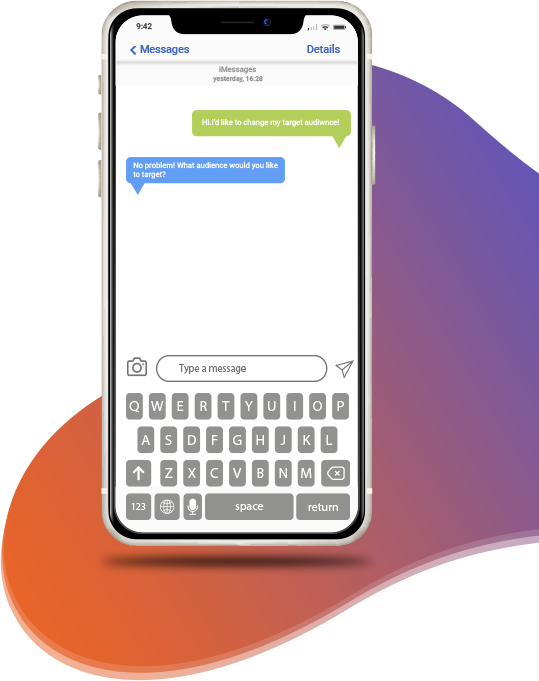 9:42
Messages
Details
iMessages
yesterday, 16:28
Hi.I'd like to change my target audiwnce!
No problem! What audience would you like
to target?
Type a message
Q W E R T Y U I O P
A S D F G H J K L
Z X C V B N M
123 space return